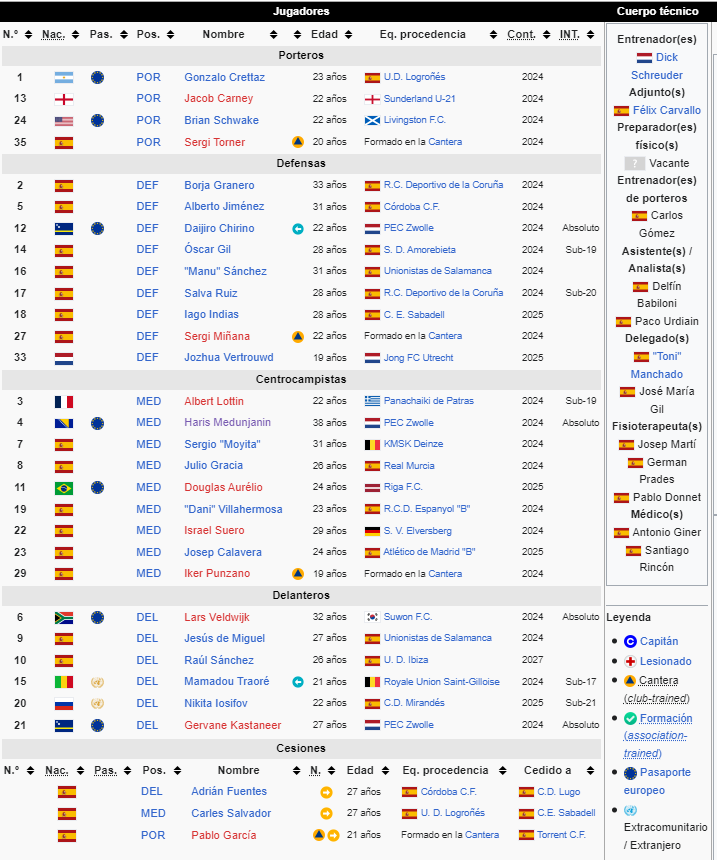 Jugadores
N.º Nac. Pas. Pos. Nombre Edad Eq. procedencia Cont. INT.
Porteros
1 POR Gonzalo Crettaz 23 años U.D. Logroñés 2024
13 POR Jacob Carney 22 años Sunderland U-21 2024
24 POR Brian Schwake 22 años Livingston F.C. 2024
35 POR Sergi Torner 20 años Formado en la Cantera 2024
Defensas
2 DEF Borja Granero 33 años R.C. Deportivo de la Coruña 2024
5 DEF Alberto Jiménez 31 años Córdoba C.F. 2024
12 DEF Daijiro Chirino 22 años PEC Zwolle 2024 Absoluto
14 DEF Óscar Gil 28 años S. D. Amorebieta 2024 Sub-19
16 DEF "Manu" Sánchez 31 años Unionistas de Salamanca 2024
17 DEF Salva Ruiz 28 años R.C. Deportivo de la Coruña 2024 Sub-20
18 DEF Iago Indias 28 años C. E. Sabadell 2025
27 DEF Sergi Miñana 22 años Formado en la Cantera 2024
33 DEF Jozhua Vertrouwd 19 años Jong FC Utrecht 2025
Centrocampistas
3 MED Albert Lottin 22 años Panachaiki de Patras 2024 Sub-19
4 MED Haris Medunjanin 38 años PEC Zwolle 2024 Absoluto
7 MED Sergio "Moyita" 31 años KMSK Deinze 2024
8 MED Julio Gracia 26 años Real Murcia 2024
11 MED Douglas Aurélio 24 años Riga F.C. 2025
19 MED "Dani" Villahermosa 23 años R.C.D. Espanyol "B" 2024
22 MED Israel Suero 29 años S. V. Elversberg 2024
23 MED Josep Calavera 24 años Atlético de Madrid "B" 2025
29 MED Iker Punzano 19 años Formado en la Cantera 2024
Delanteros
6 DEL Lars Veldwijk 32 años Suwon F.C. 2024 Absoluto
9 DEL Jesús de Miguel 27 años Unionistas de Salamanca 2024
10 DEL Raúl Sánchez 26 años U. D. Ibiza 2027
15 DEL Mamadou Traoré 21 años Royale Union Saint-Gilloise 2024 Sub-17
20 DEL Nikita Iosifov 22 años C.D. Mirandés 2025 Sub-21
21 DEL Gervane Kastaneer 27 años PEC Zwolle 2024 Absoluto
Cesiones
N.º Nac. Pas. Pos. Nombre N. Edad Eq. procedencia Cedido a
DEL Adrián Fuentes 27 años Córdoba C.F. C.D. Lugo
MED Carles Salvador 27 años U. D. Logroñés C.E. Sabadell
POR Pablo García 21 años Formado en la Cantera Torrent C.F.
Cuerpo técnico
Entrenador(es)
Dick
Schreuder
Adjunto(s)
Félix Carvallo
Preparador(es)
físico(s)
? Vacante
Entrenador(es)
de porteros
Carlos
Gómez
Asistente(s) /
Analista(s)
Delfín
Babiloni
Paco Urdiain
Delegado(s)
"Toni"
Manchado
José María
Gil
Fisioterapeuta(s)
Josep Martí
German
Prades
Pablo Donnet
Médico(s)
Antonio Giner
Santiago
Rincón
Leyenda
C Capitán
Lesionado
Cantera
(club-trained)
Formación
(association-
trained)
Pasaporte
europeo
Extracomunitario
/ Extranjero